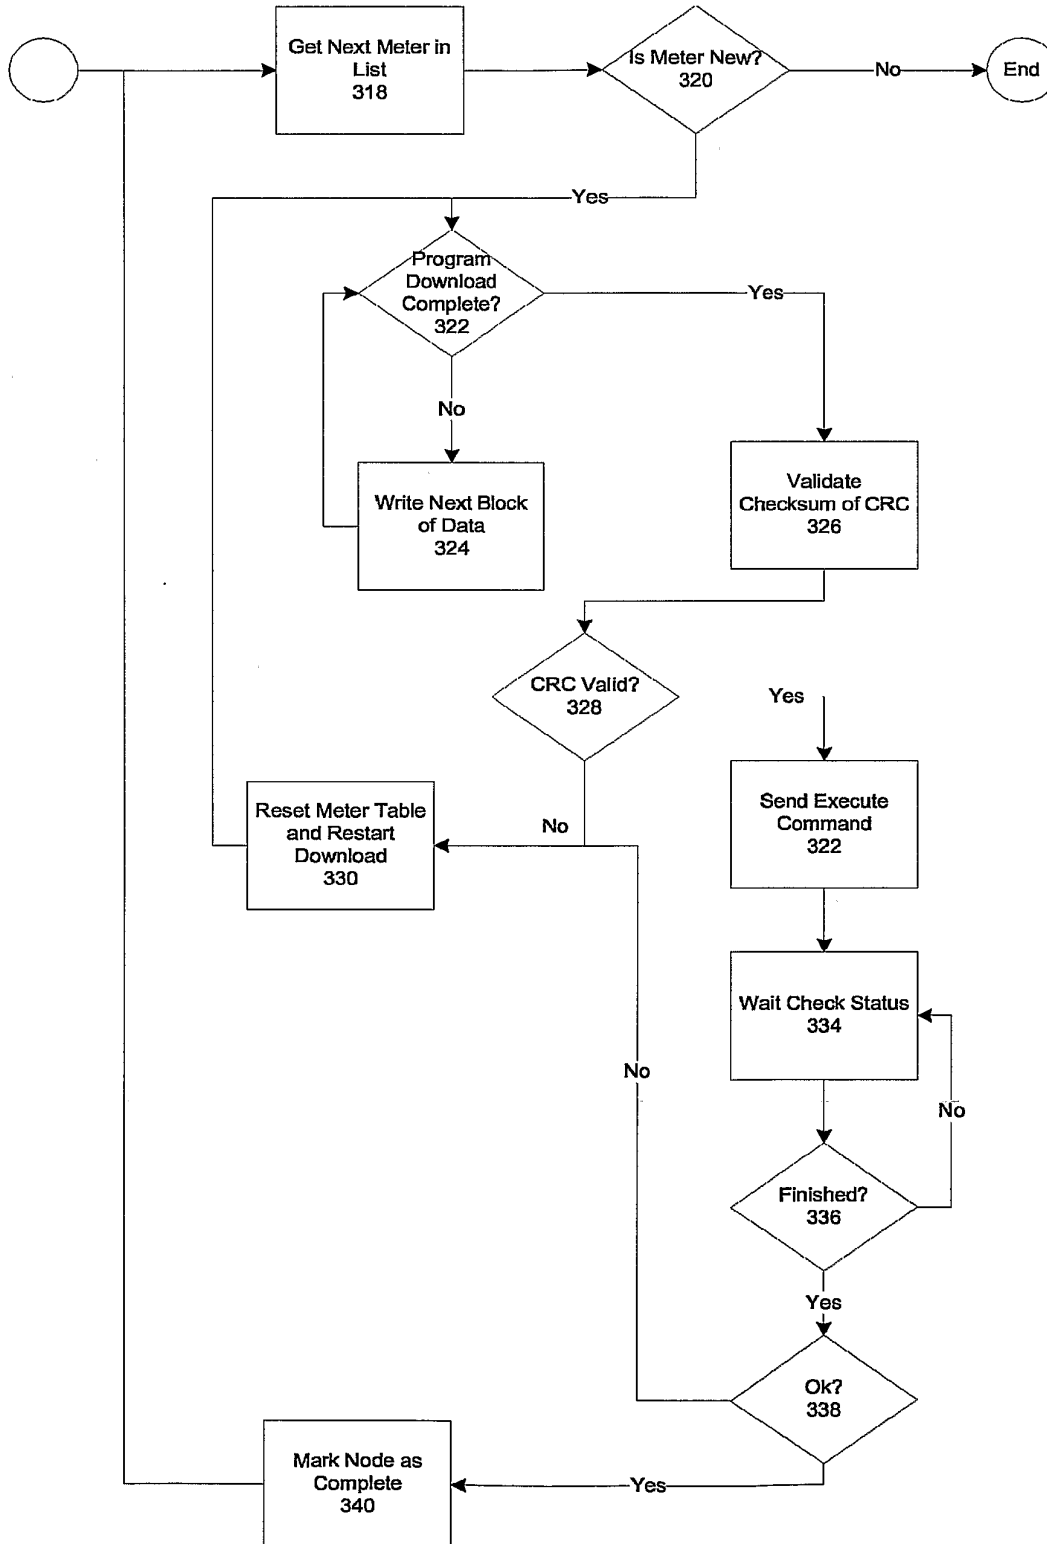 Get Next Meter in
List
318
Is Meter New?
320
No
End
Yes
Program
Download
Complete?
322
Yes
No
Write Next Block
of Data
324
Validate
Checksum of CRC
326
CRC Valid?
328
Yes
Send Execute
Command
322
No
Reset Meter Table
and Restart
Download
330
Wait Check Status
334
No
No
Finished?
336
Yes
Ok?
338
Yes
Mark Node as
Complete
340